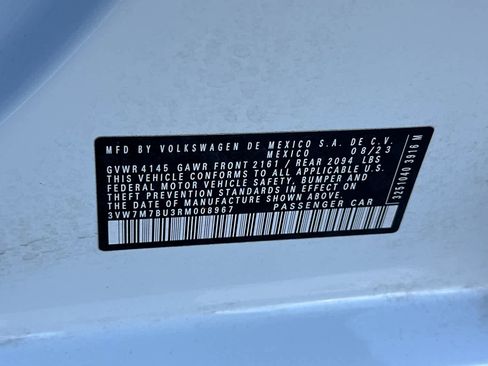 MFD BY VOLKSWAGEN DE MEXICO S.A. DE C.V.
MEXICO 08/23
GVWR 4145 GAWR FRONT 2161 / REAR 2094 LBS
THIS VEHICLE CONFORMS TO ALL APPLICABLE U.S.
FEDERAL MOTOR VEHICLE SAFETY, BUMPER AND
THEFT PREVENTION STANDARDS IN EFFECT ON
THE DATE OF MANUFACTURE SHOWN ABOVE.
3VW7M7BU3RM008967 PASSENGER CAR
3251040 3916 M